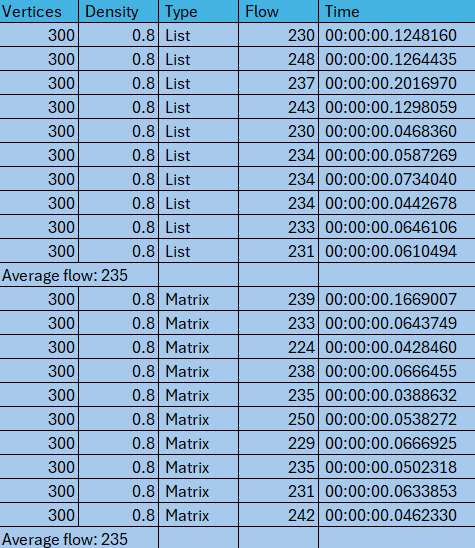 Vertices Density Type Flow Time
300 0.8 List 230 00:00:00.1248160
300 0.8 List 248 00:00:00.1264435
300 0.8 List 237 00:00:00.2016970
300 0.8 List 243 00:00:00.1298059
300 0.8 List 230 00:00:00.0468360
300 0.8 List 234 00:00:00.0587269
300 0.8 List 234 00:00:00.0734040
300 0.8 List 234 00:00:00.0442678
300 0.8 List 233 00:00:00.0646106
300 0.8 List 231 00:00:00.0610494
Average flow: 235
300 0.8 Matrix 239 00:00:00.1669007
300 0.8 Matrix 233 00:00:00.0643749
300 0.8 Matrix 224 00:00:00.0428460
300 0.8 Matrix 238 00:00:00.0666455
300 0.8 Matrix 235 00:00:00.0388632
300 0.8 Matrix 250 00:00:00.0538272
300 0.8 Matrix 229 00:00:00.0666925
300 0.8 Matrix 235 00:00:00.0502318
300 0.8 Matrix 231 00:00:00.0633853
300 0.8 Matrix 242 00:00:00.0462330
Average flow: 235